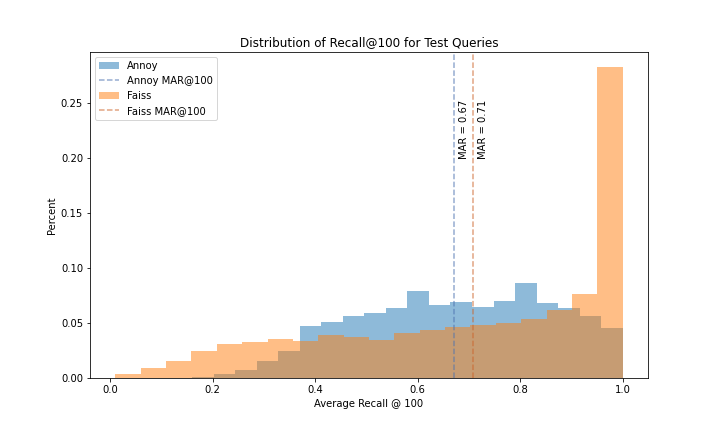 Distribution of Recall@100 for Test Queries
Annoy
Annoy MAR@100
Faiss
Faiss MAR@100
MAR = 0.67
MAR = 0.71
Percent
0.25
0.20
0.15
0.10
0.05
0.00
0.0 0.2 0.4 0.6 0.8 1.0
Average Recall @ 100